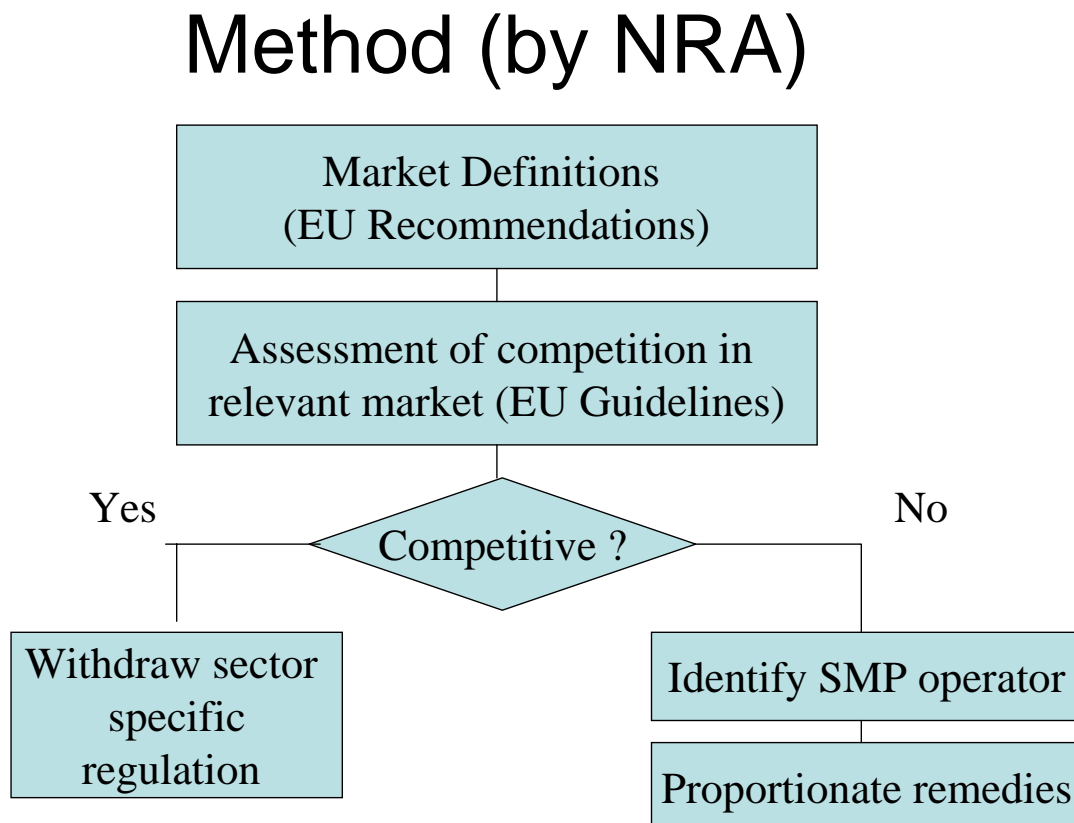 Method (by NRA)
Market Definitions
(EU Recommendations)
Assessment of competition in
relevant market (EU Guidelines)
Yes
No
Competitive ?
Withdraw sector
specific
regulation
Identify SMP operator
Proportionate remedies